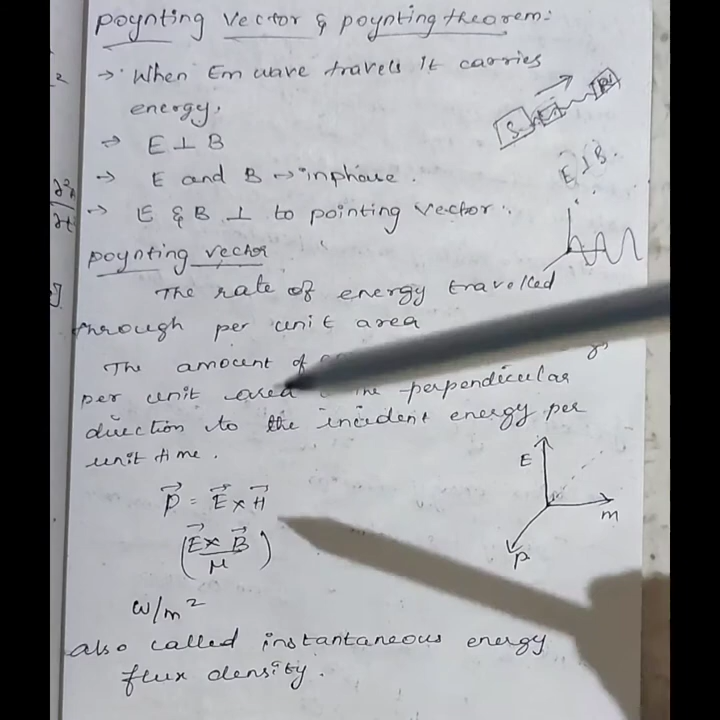 Poynting Vector & poynting theorem:
→ When Em wave travels it carries
energy.
→ E ⊥ B
→ E and B → inphase.
→ E & B ⊥ to pointing vector.
S
E ⊥ B.
poynting vector
The rate of energy travelled
through per unit area
The amount of
per unit area perpendicular
direction to the incident energy per
unit time.
P⃗ = E⃗ × H⃗
(E⃗ × B⃗ / μ)
E
m
P
w/m²
also called instantaneous energy
flux density.